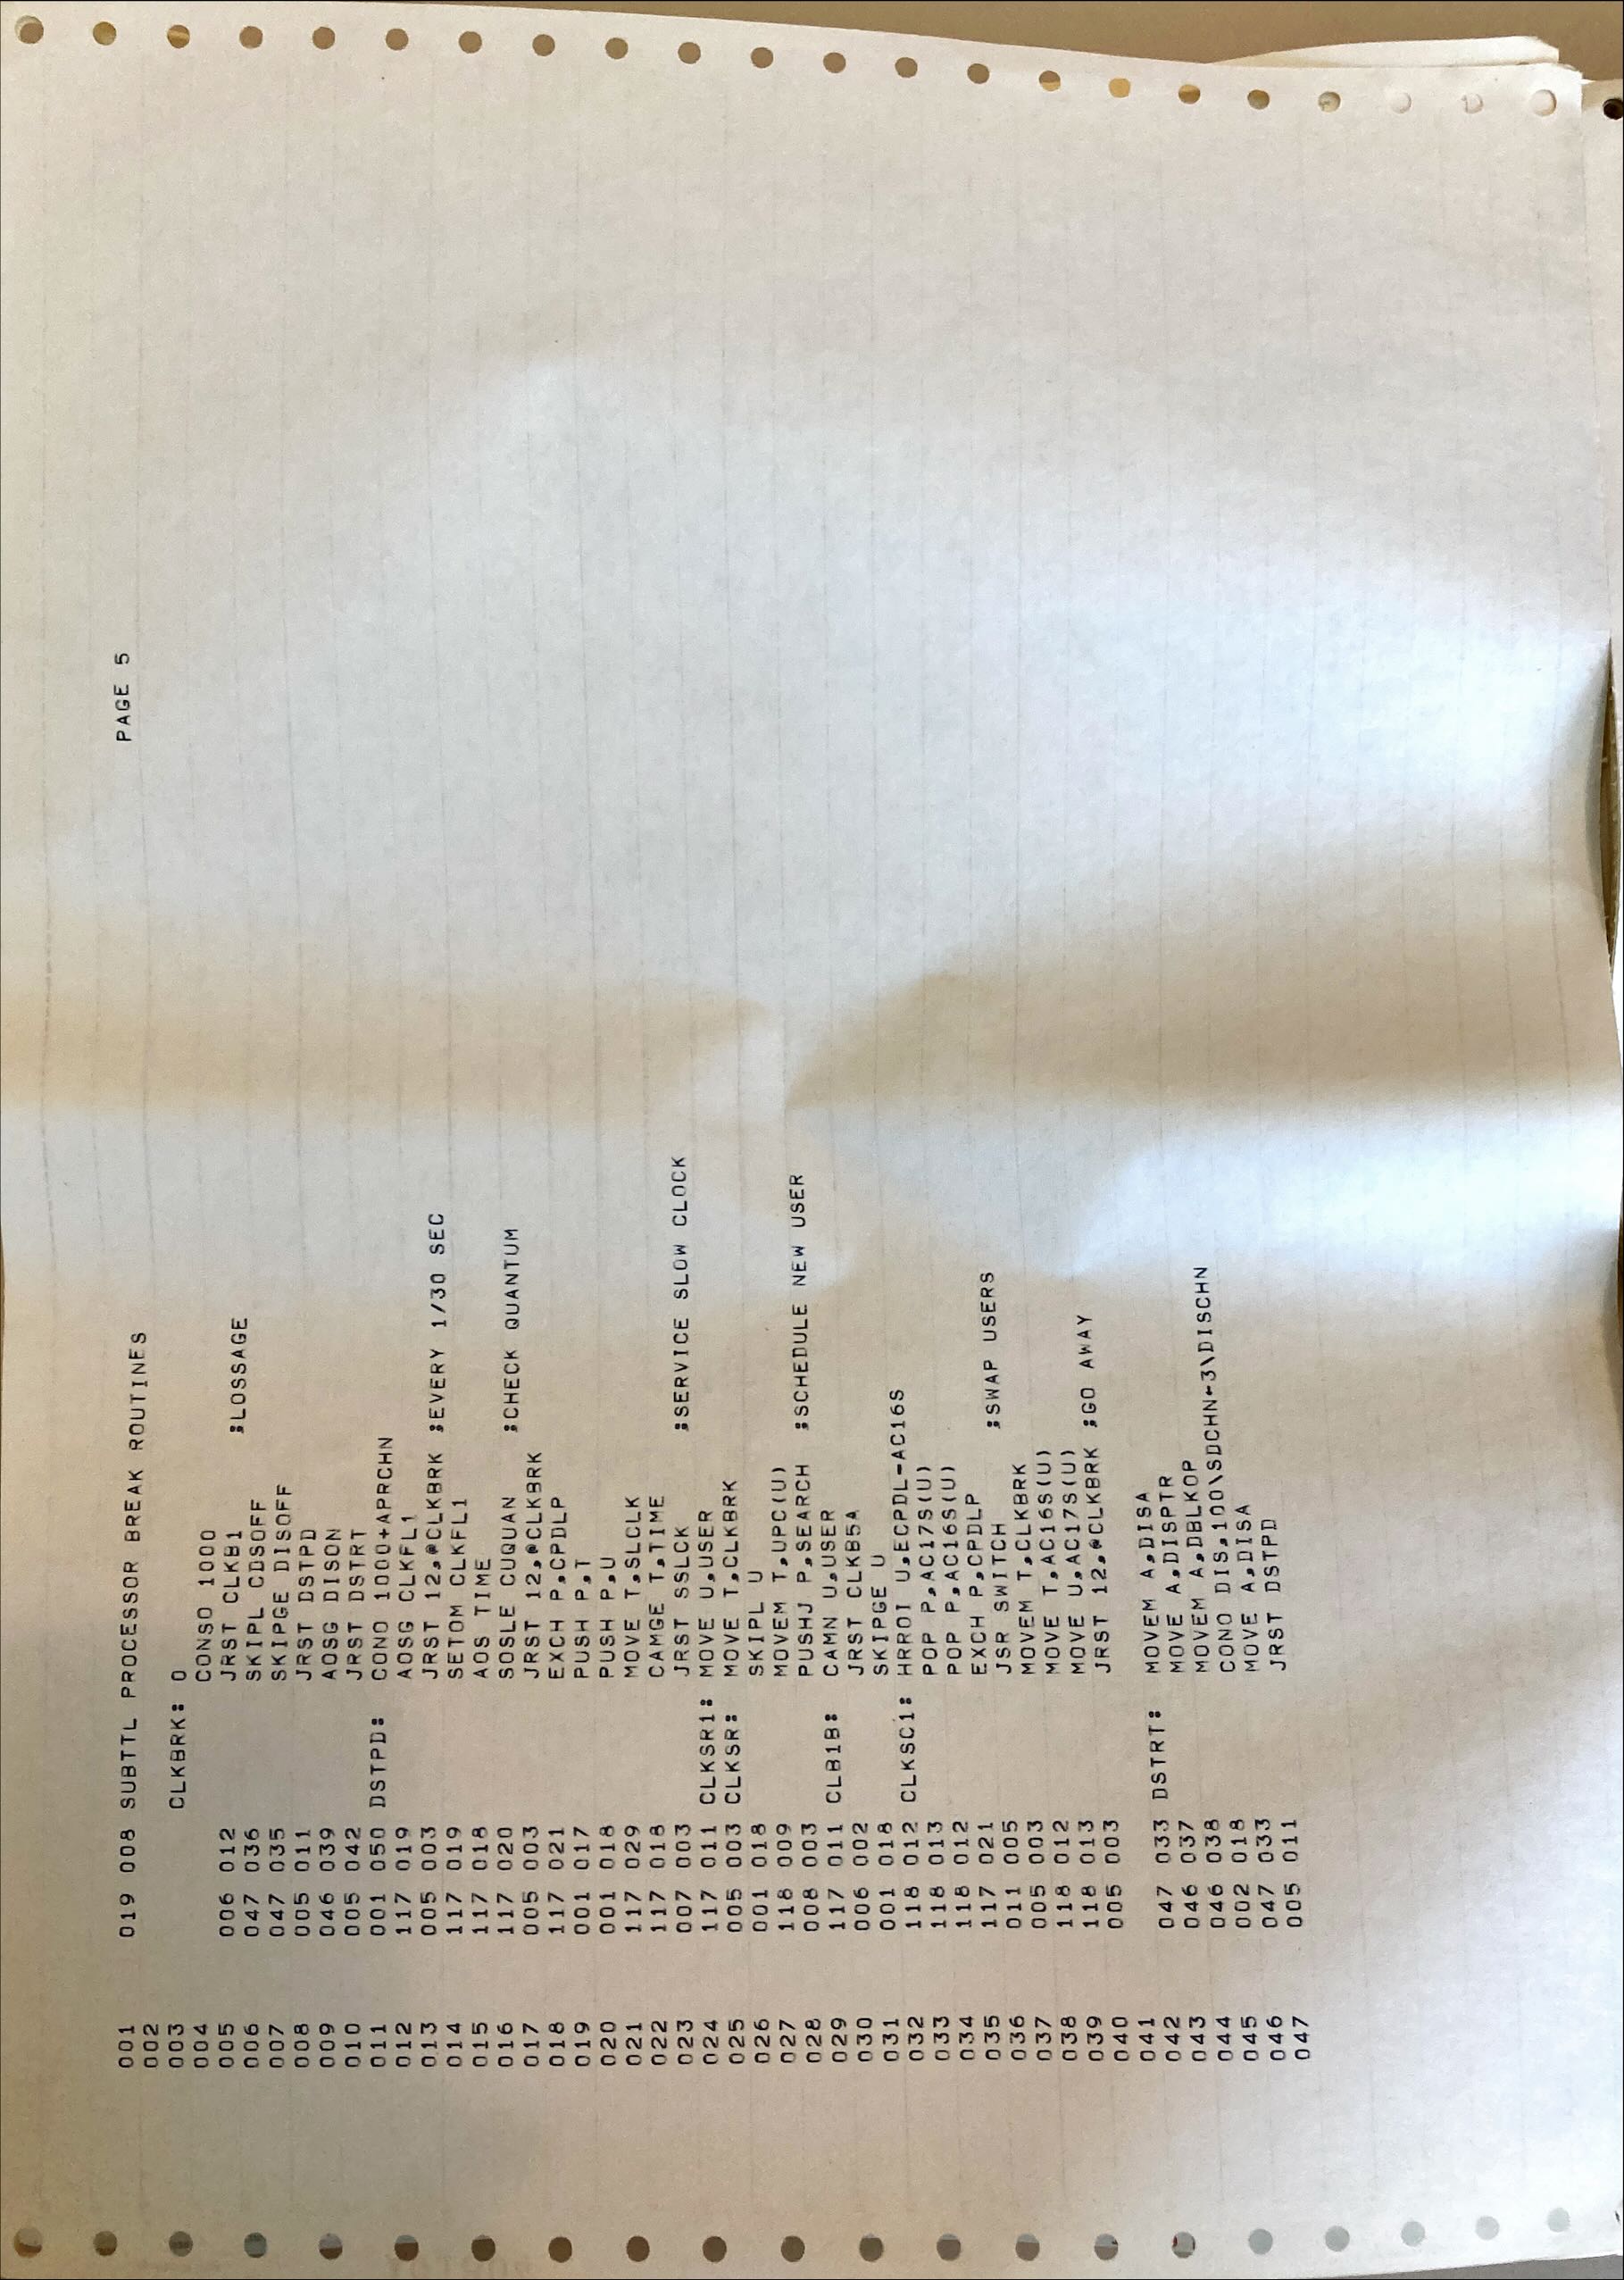 PAGE 5
001 019 008 SUBTTL PROCESSOR BREAK ROUTINES
002
003 CLKBRK: 0
004 CONSO 1000
005 006 012 JRST CLKB1
006 047 036 SKIPL CDSOFF ;LOSSAGE
007 047 035 SKIPGE DISOFF
008 005 011 JRST DSTPD
009 046 039 AOSG DISON
010 005 042 JRST DSTRT
011 001 050 DSTPD: CONO 1000+APRCHN
012 117 019 AOSG CLKFL1
013 005 003 JRST 12,@CLKBRK ;EVERY 1/30 SEC
014 117 019 SETOM CLKFL1
015 117 018 AOS TIME
016 117 020 SOSLE CUQUAN ;CHECK QUANTUM
017 005 003 JRST 12,@CLKBRK
018 117 021 EXCH P,CPDLP
019 001 017 PUSH P,T
020 001 018 PUSH P,U
021 117 029 MOVE T,SLCLK
022 117 018 CAMGE T,TIME
023 007 003 JRST SSLCK ;SERVICE SLOW CLOCK
024 117 011 CLKSR1: MOVE U,USER
025 005 003 CLKSR: MOVE T,CLKBRK
026 001 018 SKIPL U
027 118 009 MOVEM T,UPC(U)
028 008 003 PUSHJ P,SEARCH ;SCHEDULE NEW USER
029 117 011 CLB1B: CAMN U,USER
030 006 002 JRST CLKB5A
031 001 018 SKIPGE U
032 118 012 CLKSC1: HRROI U,ECPDL-AC16S
033 118 013 POP P,AC17S(U)
034 118 012 POP P,AC16S(U)
035 117 021 EXCH P,CPDLP
036 011 005 JSR SWITCH ;SWAP USERS
037 005 003 MOVEM T,CLKBRK
038 118 012 MOVE T,AC16S(U)
039 118 013 MOVE U,AC17S(U)
040 005 003 JRST 12,@CLKBRK ;GO AWAY
041
042 047 033 DSTRT: MOVEM A,DISA
043 046 037 MOVE A,DISPTR
044 046 038 MOVEM A,DBLKOP
045 002 018 CONO DIS,100\SDCHN←3\DISCHN
046 047 033 MOVE A,DISA
047 005 011 JRST DSTPD